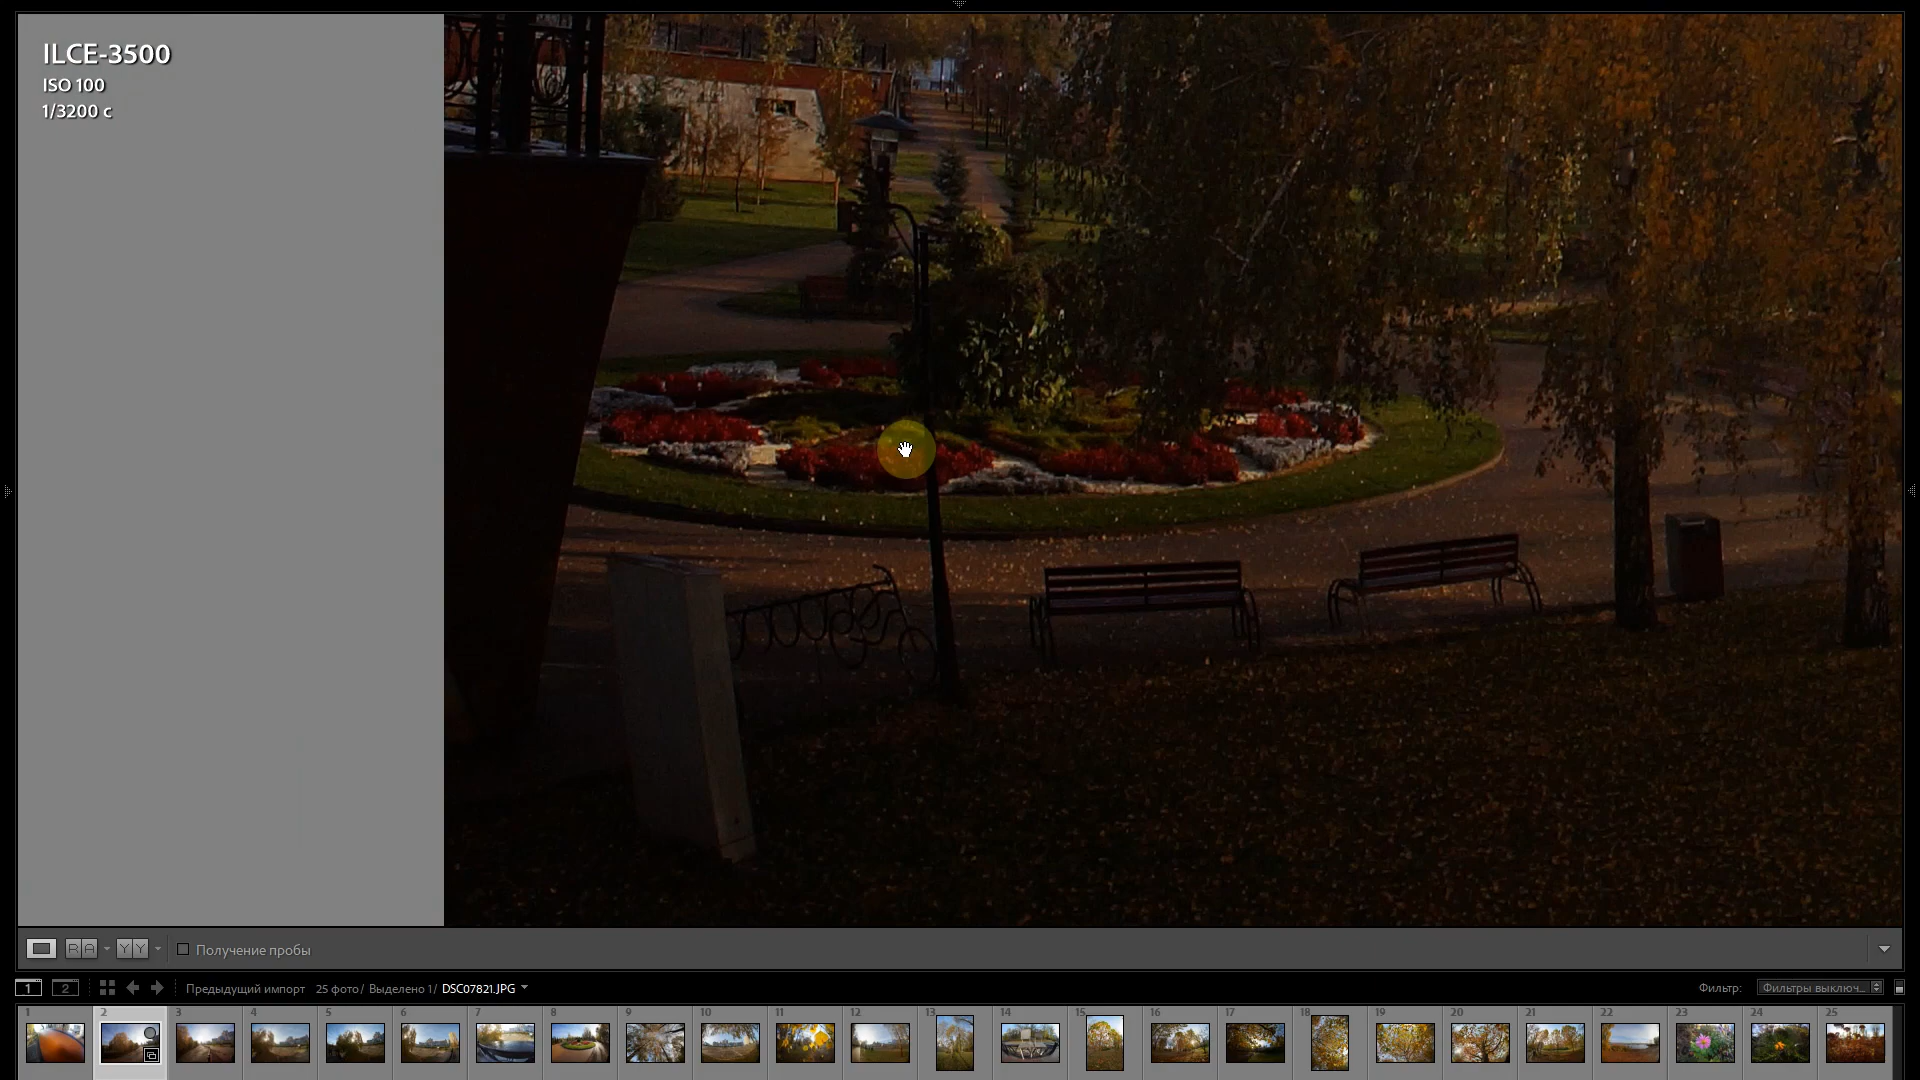 ILCE-3500
ISO 100
1/3200 с
R A
Y Y
Получение пробы
1 2 Предыдущий импорт 25 фото/ Выделено 1/ DSC07821.JPG Фильтр: Фильтры выключ...
1 2 3 4 5 6 7 8 9 10 11 12 13 14 15 16 17 18 19 20 21 22 23 24 25